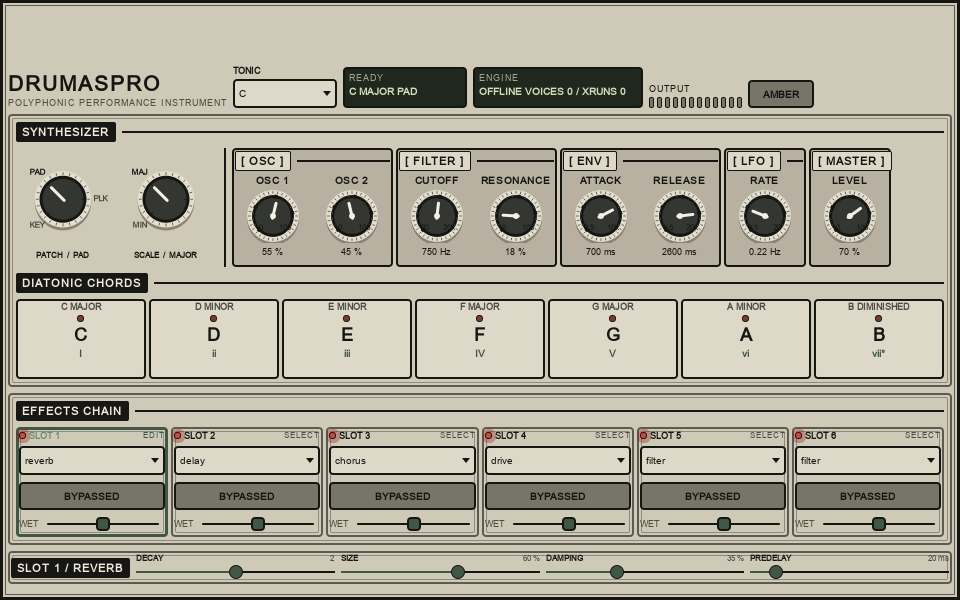 DRUMASPRO
POLYPHONIC PERFORMANCE INSTRUMENT
TONIC
C
READY
C MAJOR PAD
ENGINE
OFFLINE VOICES 0 / XRUNS 0
OUTPUT
AMBER
SYNTHESIZER
PAD
PLK
KEY
PATCH / PAD
MAJ
MIN
SCALE / MAJOR
[ OSC ]
OSC 1
OSC 2
55 %
45 %
[ FILTER ]
CUTOFF
RESONANCE
750 Hz
18 %
[ ENV ]
ATTACK
RELEASE
700 ms
2600 ms
[ LFO ]
RATE
0.22 Hz
[ MASTER ]
LEVEL
70 %
DIATONIC CHORDS
C MAJOR
C
I
D MINOR
D
ii
E MINOR
E
iii
F MAJOR
F
IV
G MAJOR
G
V
A MINOR
A
vi
B DIMINISHED
B
vii°
EFFECTS CHAIN
SLOT 1 EDIT
reverb
BYPASSED
WET
SLOT 2 SELECT
delay
BYPASSED
WET
SLOT 3 SELECT
chorus
BYPASSED
WET
SLOT 4 SELECT
drive
BYPASSED
WET
SLOT 5 SELECT
filter
BYPASSED
WET
SLOT 6 SELECT
filter
BYPASSED
WET
SLOT 1 / REVERB
DECAY 2
SIZE 60 %
DAMPING 35 %
PREDELAY 20 ms